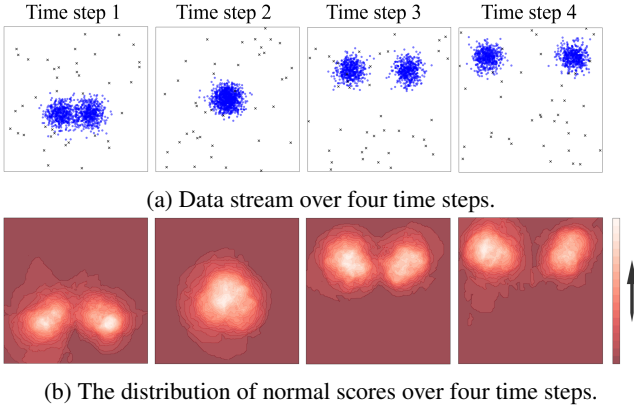 Time step 1 Time step 2 Time step 3 Time step 4
(a) Data stream over four time steps.
(b) The distribution of normal scores over four time steps.